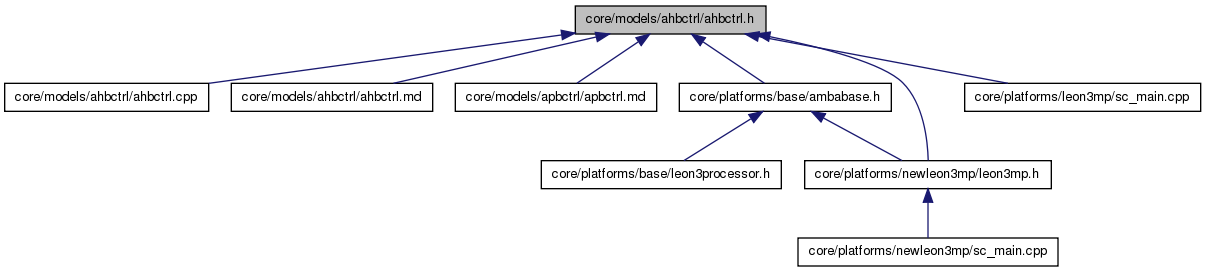 core/models/ahbctrl/ahbctrl.h
core/models/ahbctrl/ahbctrl.cpp
core/models/ahbctrl/ahbctrl.md
core/models/apbctrl/apbctrl.md
core/platforms/base/ambabase.h
core/platforms/leon3mp/sc_main.cpp
core/platforms/base/leon3processor.h
core/platforms/newleon3mp/leon3mp.h
core/platforms/newleon3mp/sc_main.cpp